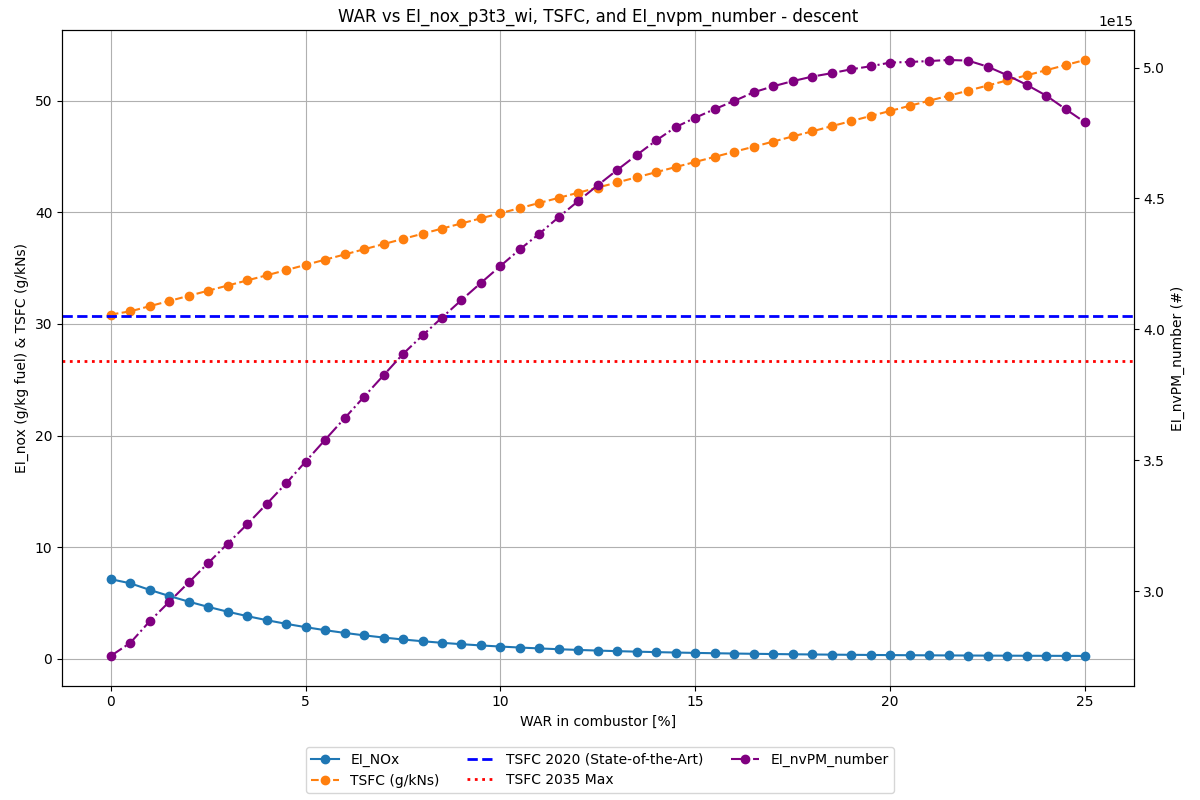 WAR vs EI_nox_p3t3_wi, TSFC, and EI_nvpm_number - descent
1e15
EI_nox (g/kg fuel) & TSFC (g/kNs)
50
40
30
20
10
0
5.0
4.5
4.0
3.5
3.0
EI_nvPM_number (#)
0 5 10 15 20 25
WAR in combustor [%]
EI_NOx
TSFC (g/kNs)
TSFC 2020 (State-of-the-Art)
TSFC 2035 Max
EI_nvPM_number